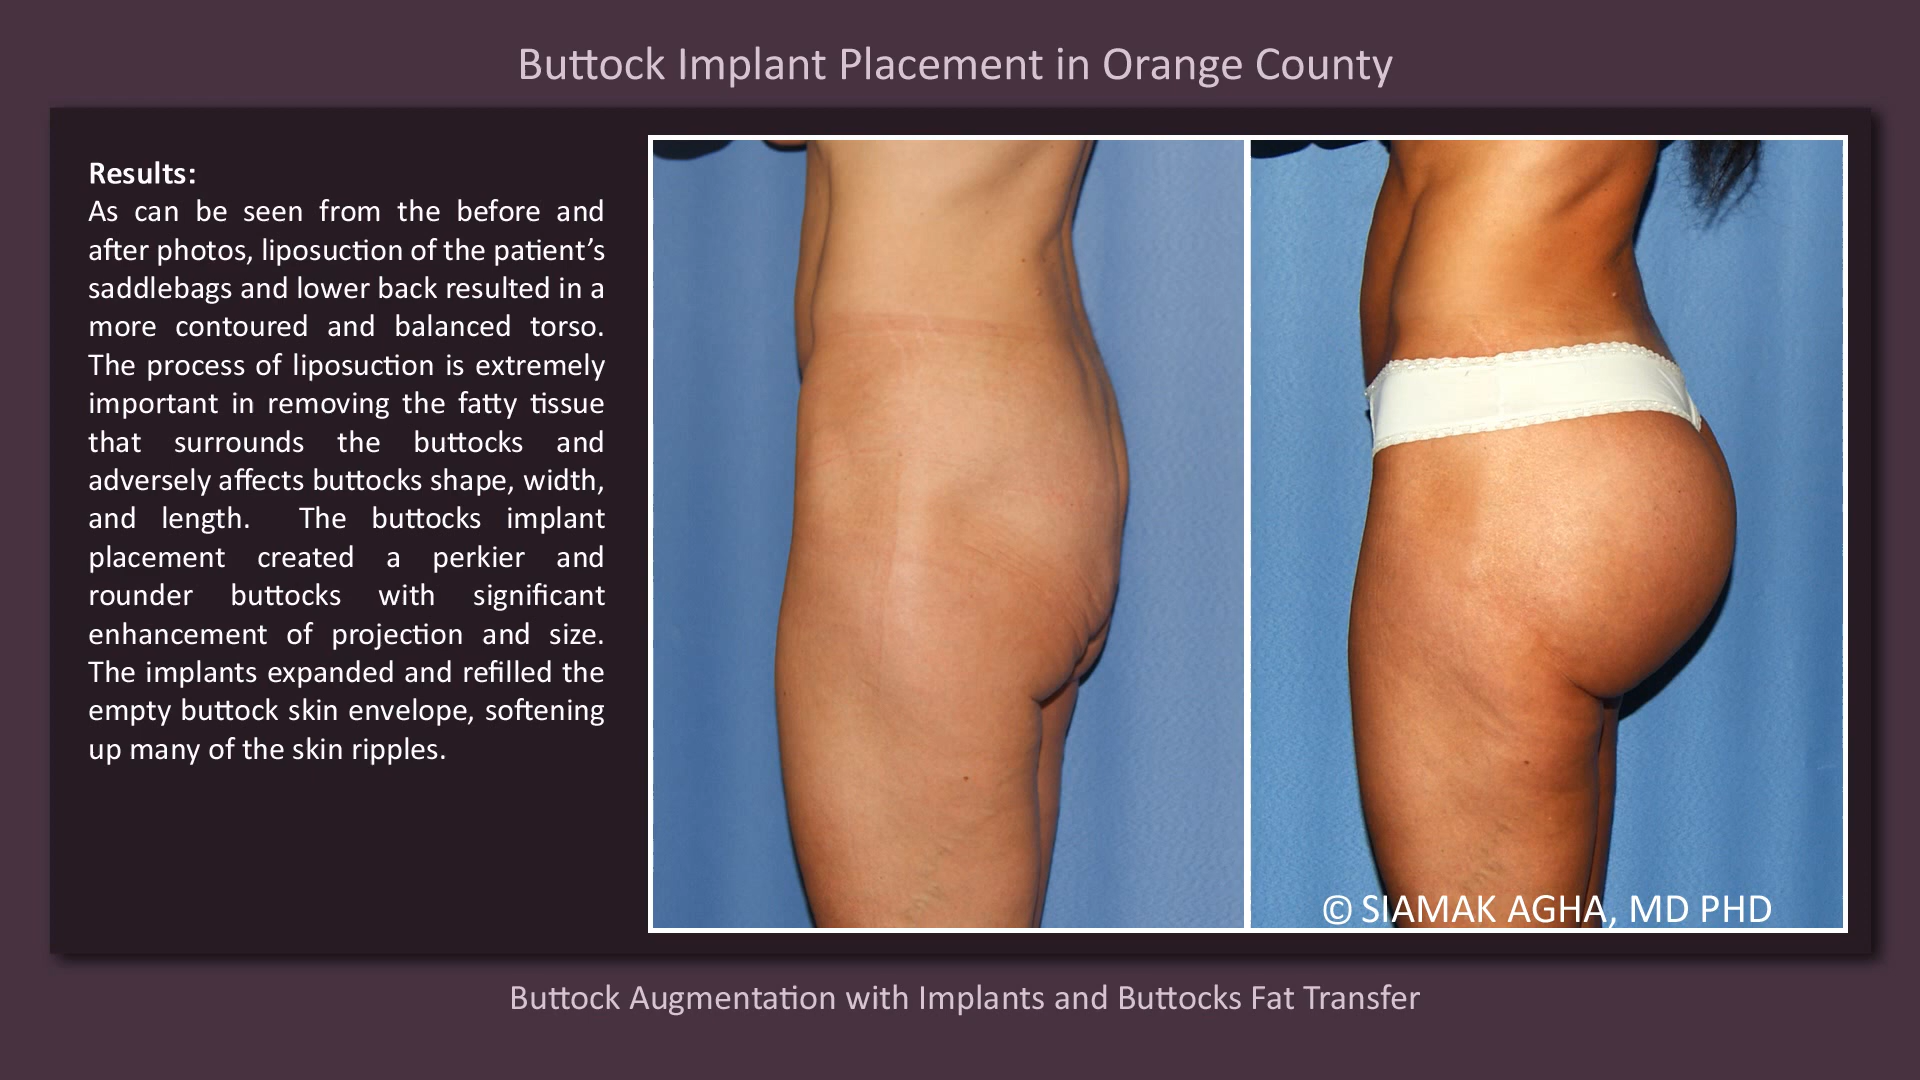 Buttock Implant Placement in Orange County
Results:
As can be seen from the before and
after photos, liposuction of the patient’s
saddlebags and lower back resulted in a
more contoured and balanced torso.
The process of liposuction is extremely
important in removing the fatty tissue
that surrounds the buttocks and
adversely affects buttocks shape, width,
and length. The buttocks implant
placement created a perkier and
rounder buttocks with significant
enhancement of projection and size.
The implants expanded and refilled the
empty buttock skin envelope, softening
up many of the skin ripples.
© SIAMAK AGHA, MD PHD
Buttock Augmentation with Implants and Buttocks Fat Transfer